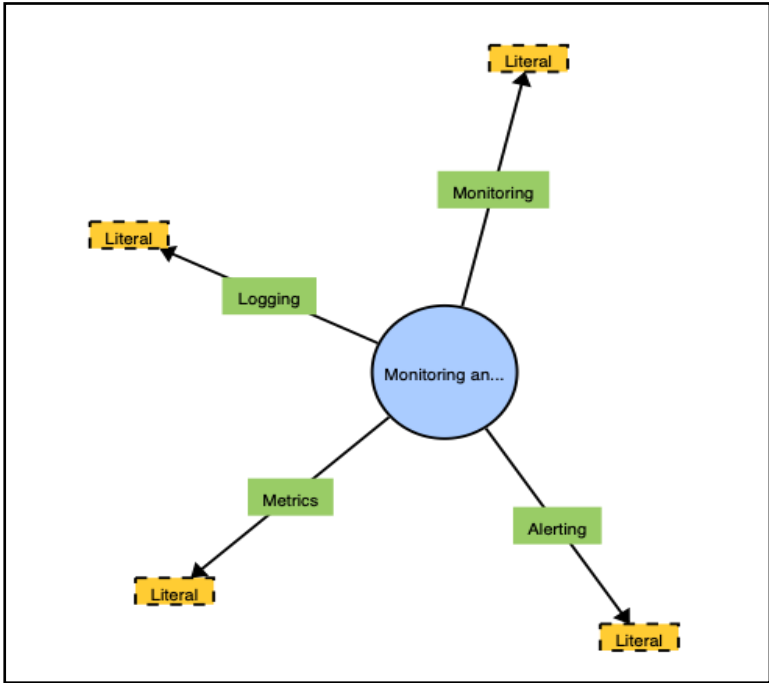 Literal
Monitoring
Literal
Logging
Monitoring an...
Metrics
Alerting
Literal
Literal